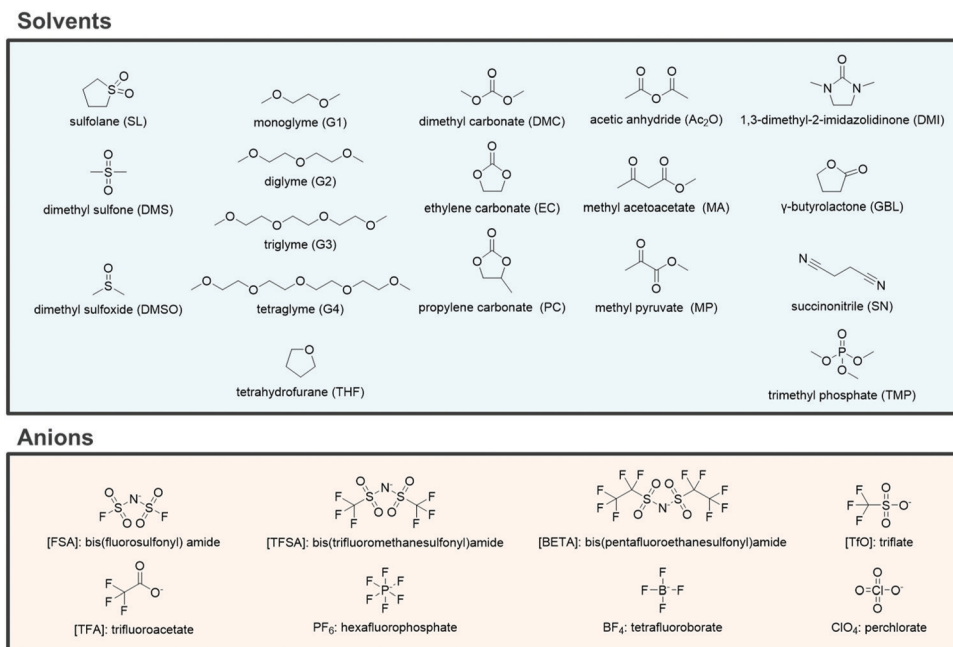 Solvents
sulfolane (SL)
monoglyme (G1)
dimethyl carbonate (DMC)
acetic anhydride (Ac2O)
1,3-dimethyl-2-imidazolidinone (DMI)
dimethyl sulfone (DMS)
diglyme (G2)
ethylene carbonate (EC)
methyl acetoacetate (MA)
γ-butyrolactone (GBL)
triglyme (G3)
dimethyl sulfoxide (DMSO)
tetraglyme (G4)
propylene carbonate (PC)
methyl pyruvate (MP)
succinonitrile (SN)
tetrahydrofurane (THF)
trimethyl phosphate (TMP)
Anions
[FSA]: bis(fluorosulfonyl) amide
[TFSA]: bis(trifluoromethanesulfonyl)amide
[BETA]: bis(pentafluoroethanesulfonyl)amide
[TfO]: triflate
[TFA]: trifluoroacetate
PF6: hexafluorophosphate
BF4: tetrafluoroborate
ClO4: perchlorate